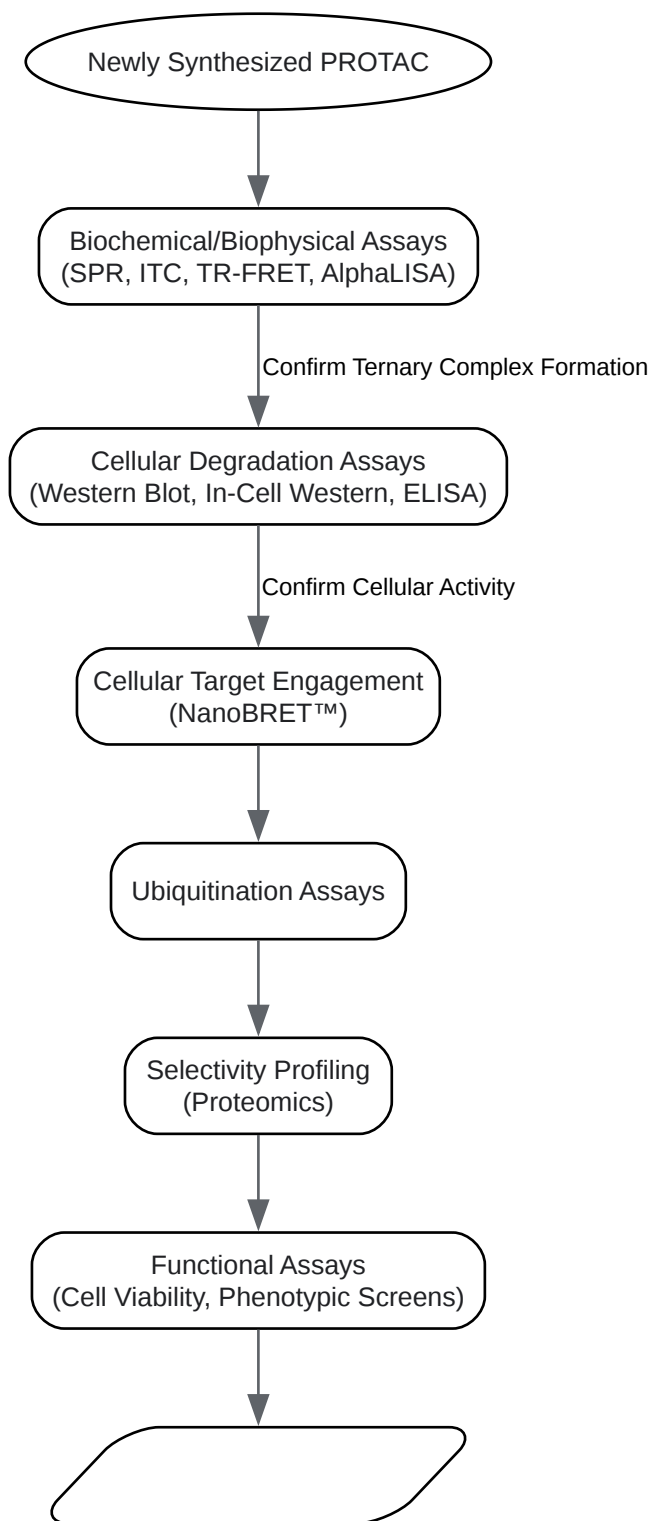 Newly Synthesized PROTAC
Biochemical/Biophysical Assays
(SPR, ITC, TR-FRET, AlphaLISA)
Confirm Ternary Complex Formation
Cellular Degradation Assays
(Western Blot, In-Cell Western, ELISA)
Confirm Cellular Activity
Cellular Target Engagement
(NanoBRET™)
Ubiquitination Assays
Selectivity Profiling
(Proteomics)
Functional Assays
(Cell Viability, Phenotypic Screens)